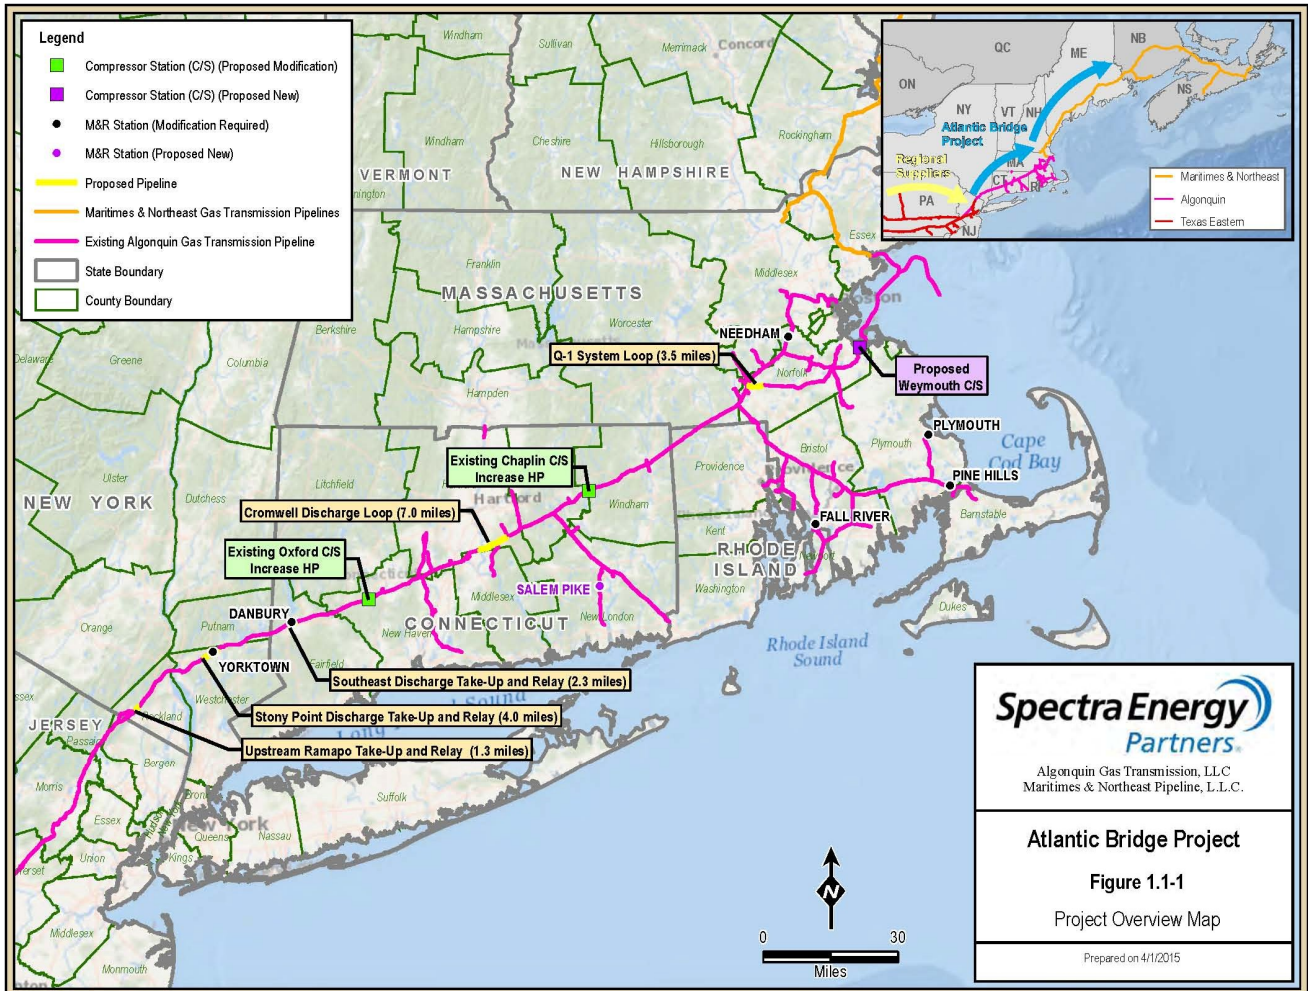 Legend
Compressor Station (C/S) (Proposed Modification)
Compressor Station (C/S) (Proposed New)
M&R Station (Modification Required)
M&R Station (Proposed New)
Proposed Pipeline
Maritimes & Northeast Gas Transmission Pipelines
Existing Algonquin Gas Transmission Pipeline
State Boundary
County Boundary
QC
NB
ME
ON
NS
NY
VT
NH
Atlantic Bridge
Project
Regional
Suppliers
MA
CT
RI
PA
NJ
Maritimes & Northeast
Algonquin
Texas Eastern
Windham
Sullivan
Merrimack
Concord
Windham
Cheshire
Hillsborough
Rockingham
VERMONT
NEW HAMPSHIRE
Essex
Franklin
Middlesex
MASSACHUSETTS
Boston
Worcester
Berkshire
Hampshire
NEEDHAM
Delaware
Greene
Columbia
Q-1 System Loop (3.5 miles)
Norfolk
Proposed
Weymouth C/S
Hampden
PLYMOUTH
Cape
Cod Bay
Bristol
Plymouth
Existing Chaplin C/S
Increase HP
Providence
Providence
Ulster
Dutchess
Litchfield
PINE HILLS
NEW YORK
Hartford
Windham
Barnstable
Cromwell Discharge Loop (7.0 miles)
FALL RIVER
Kent
Existing Oxford C/S
Increase HP
RHODE
ISLAND
Newport
SALEM PIKE
Washington
Middlesex
Dukes
DANBURY
New London
Orange
Putnam
New Haven
CONNECTICUT
Rhode Island
Sound
YORKTOWN
Fairfield
Southeast Discharge Take-Up and Relay (2.3 miles)
Westchester
Sound
Stony Point Discharge Take-Up and Relay (4.0 miles)
Rockland
JERSEY
Passaic
Long
Upstream Ramapo Take-Up and Relay (1.3 miles)
Bergen
Morris
Suffolk
Essex
Hudson
New York
Queens
Nassau
Union
Kings
Middlesex
Monmouth
N
0
30
Miles
Spectra Energy
Partners
Algonquin Gas Transmission, LLC
Maritimes & Northeast Pipeline, L.L.C.
Atlantic Bridge Project
Figure 1.1-1
Project Overview Map
Prepared on 4/1/2015